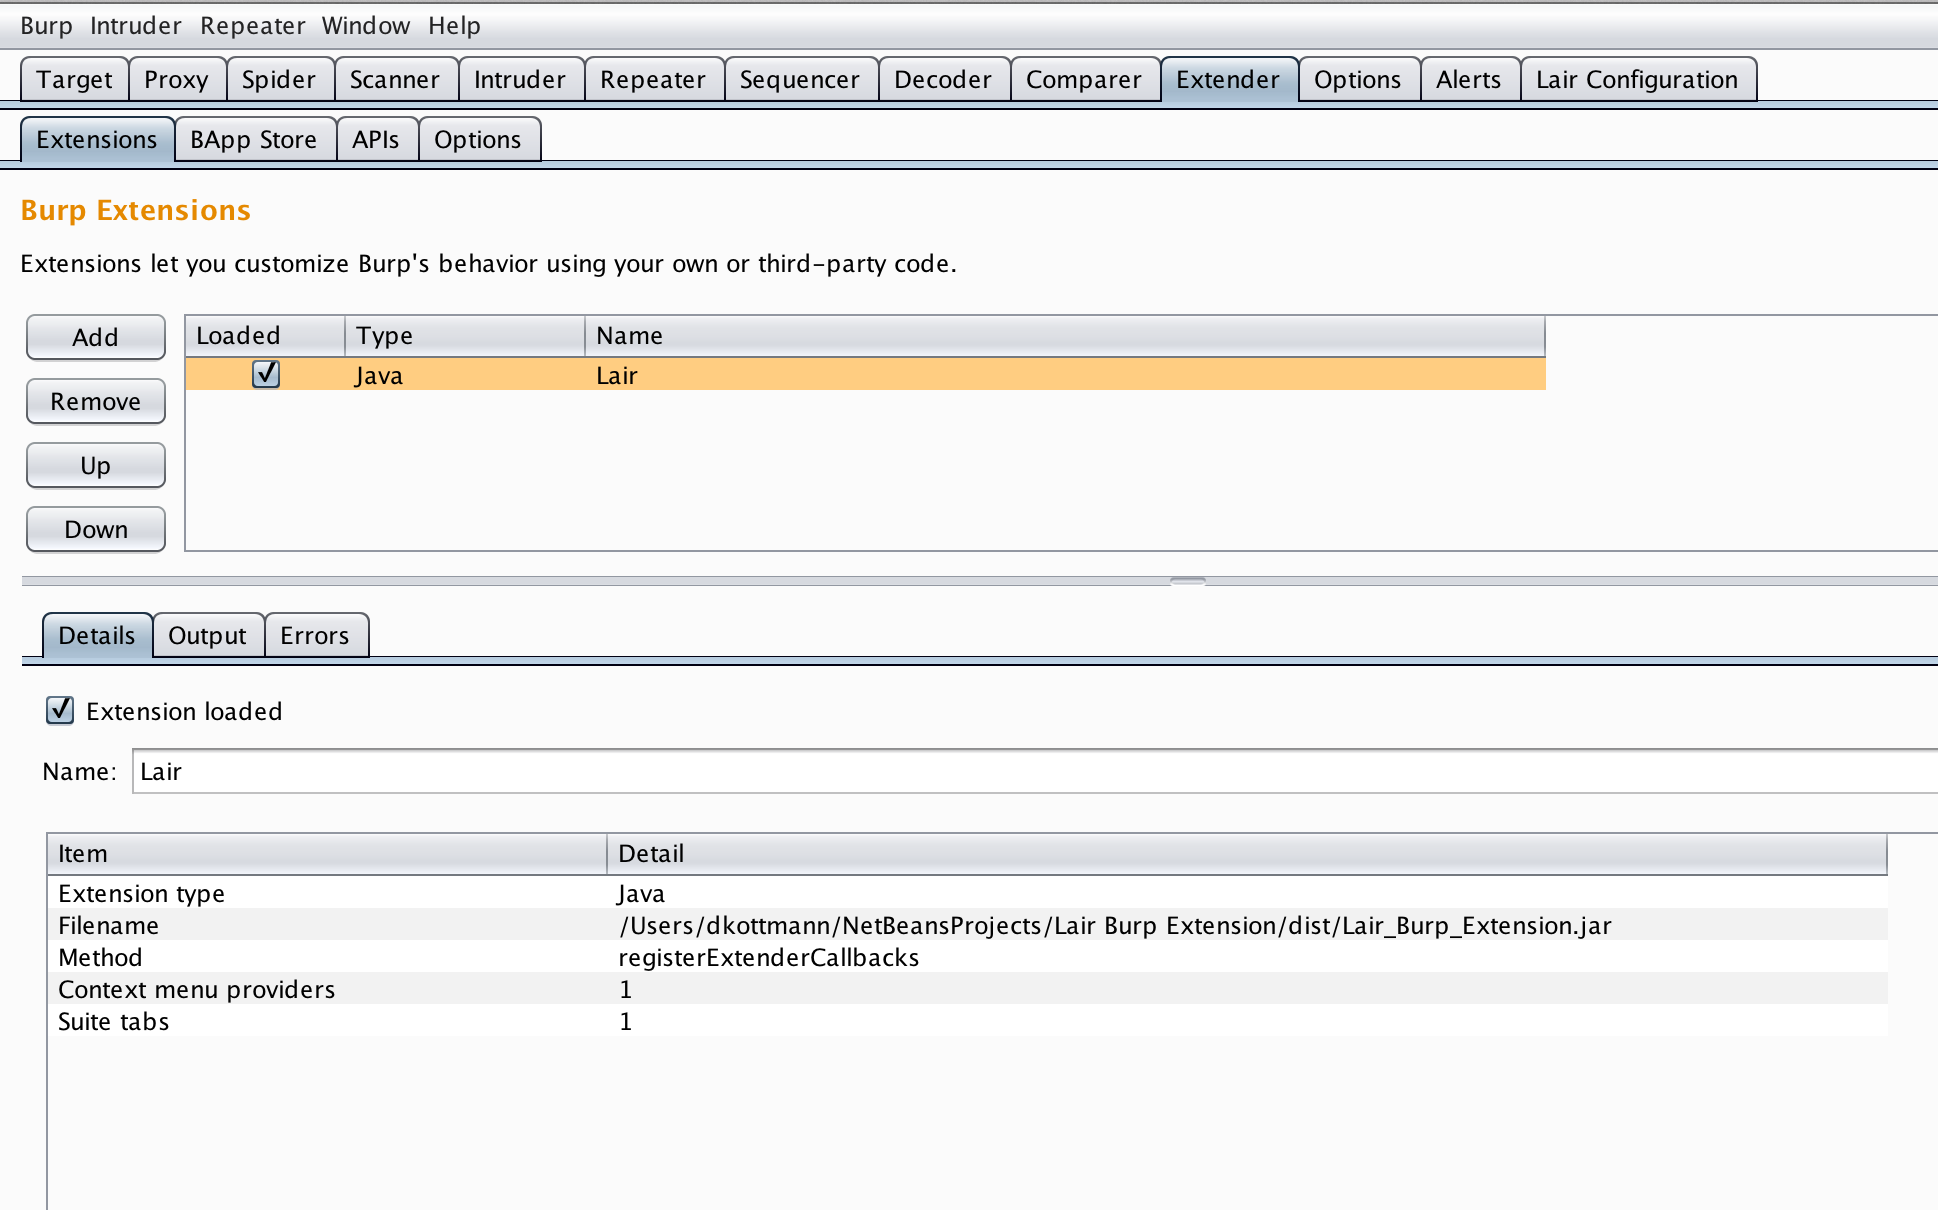 Burp Intruder Repeater Window Help
Target Proxy Spider Scanner Intruder Repeater Sequencer Decoder Comparer Extender Options Alerts Lair Configuration
Extensions BApp Store APIs Options
Burp Extensions
Extensions let you customize Burp's behavior using your own or third-party code.
Add
Loaded Type Name
Java Lair
Remove
Up
Down
Details Output Errors
Extension loaded
Name: Lair
Item Detail
Extension type Java
Filename /Users/dkottmann/NetBeansProjects/Lair Burp Extension/dist/Lair_Burp_Extension.jar
Method registerExtenderCallbacks
Context menu providers 1
Suite tabs 1